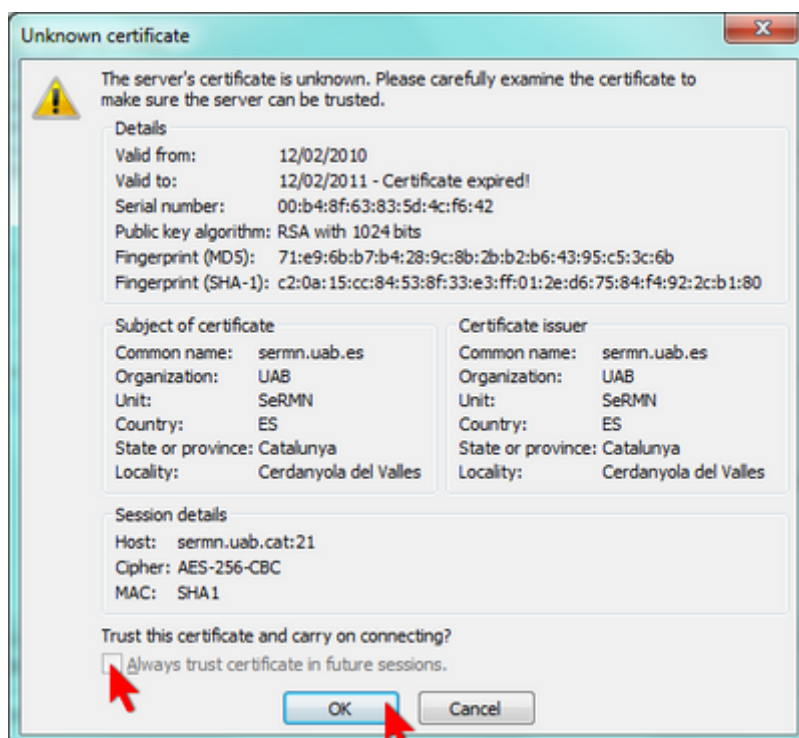 Unknown certificate
The server's certificate is unknown. Please carefully examine the certificate to
make sure the server can be trusted.
Details
Valid from: 12/02/2010
Valid to: 12/02/2011 - Certificate expired!
Serial number: 00:b4:8f:63:83:5d:4c:f6:42
Public key algorithm: RSA with 1024 bits
Fingerprint (MD5): 71:e9:6b:b7:b4:28:9c:8b:2b:b2:b6:43:95:c5:3c:6b
Fingerprint (SHA-1): c2:0a:15:cc:84:53:8f:33:e3:ff:01:2e:d6:75:84:f4:92:2c:b1:80
Subject of certificate
Common name: sermn.uab.es
Organization: UAB
Unit: SeRMN
Country: ES
State or province: Catalunya
Locality: Cerdanyola del Valles
Certificate issuer
Common name: sermn.uab.es
Organization: UAB
Unit: SeRMN
Country: ES
State or province: Catalunya
Locality: Cerdanyola del Valles
Session details
Host: sermn.uab.cat:21
Cipher: AES-256-CBC
MAC: SHA1
Trust this certificate and carry on connecting?
Always trust certificate in future sessions.
OK
Cancel